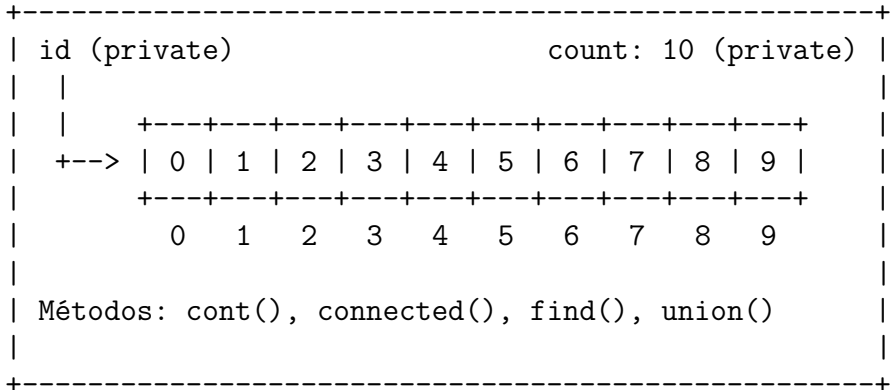 +----------------------------------------------------+
| id (private)                   count: 10 (private) |
|  |                                                 |
|  |    +---+---+---+---+---+---+---+---+---+---+    |
|  +--> | 0 | 1 | 2 | 3 | 4 | 5 | 6 | 7 | 8 | 9 |    |
|       +---+---+---+---+---+---+---+---+---+---+    |
|         0   1   2   3   4   5   6   7   8   9      |
|                                                    |
| Métodos: cont(), connected(), find(), union()      |
|                                                    |
+----------------------------------------------------+